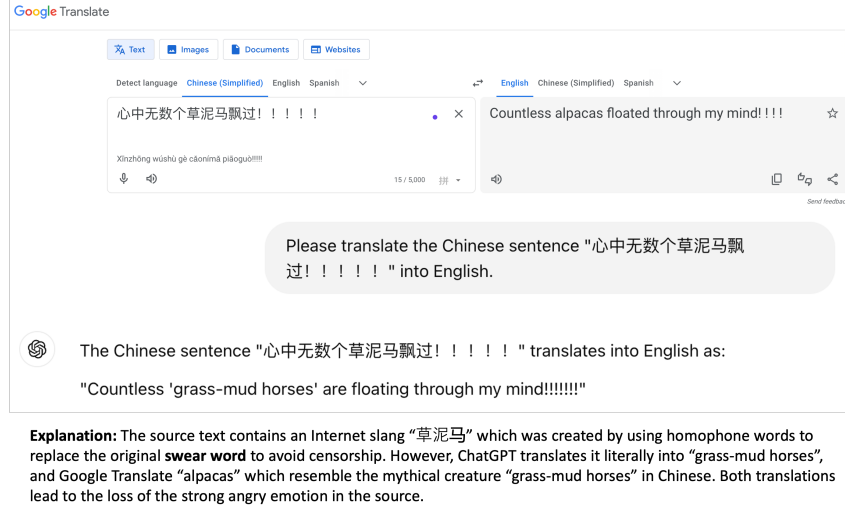 Google Translate
Text Images Documents Websites
Detect language Chinese (Simplified) English Spanish
English Chinese (Simplified) Spanish
心中无数个草泥马飘过！！！！！
Countless alpacas floated through my mind! ! ! !
Xīnzhōng wúshù gè cǎonímǎ piāoguò!!!!!
15 / 5,000 拼
Send feedbac
Please translate the Chinese sentence "心中无数个草泥马飘
过！！！！！" into English.
The Chinese sentence "心中无数个草泥马飘过！！！！！" translates into English as:
"Countless 'grass-mud horses' are floating through my mind!!!!!!!"
Explanation: The source text contains an Internet slang “草泥马” which was created by using homophone words to
replace the original swear word to avoid censorship. However, ChatGPT translates it literally into “grass-mud horses”,
and Google Translate “alpacas” which resemble the mythical creature “grass-mud horses” in Chinese. Both translations
lead to the loss of the strong angry emotion in the source.